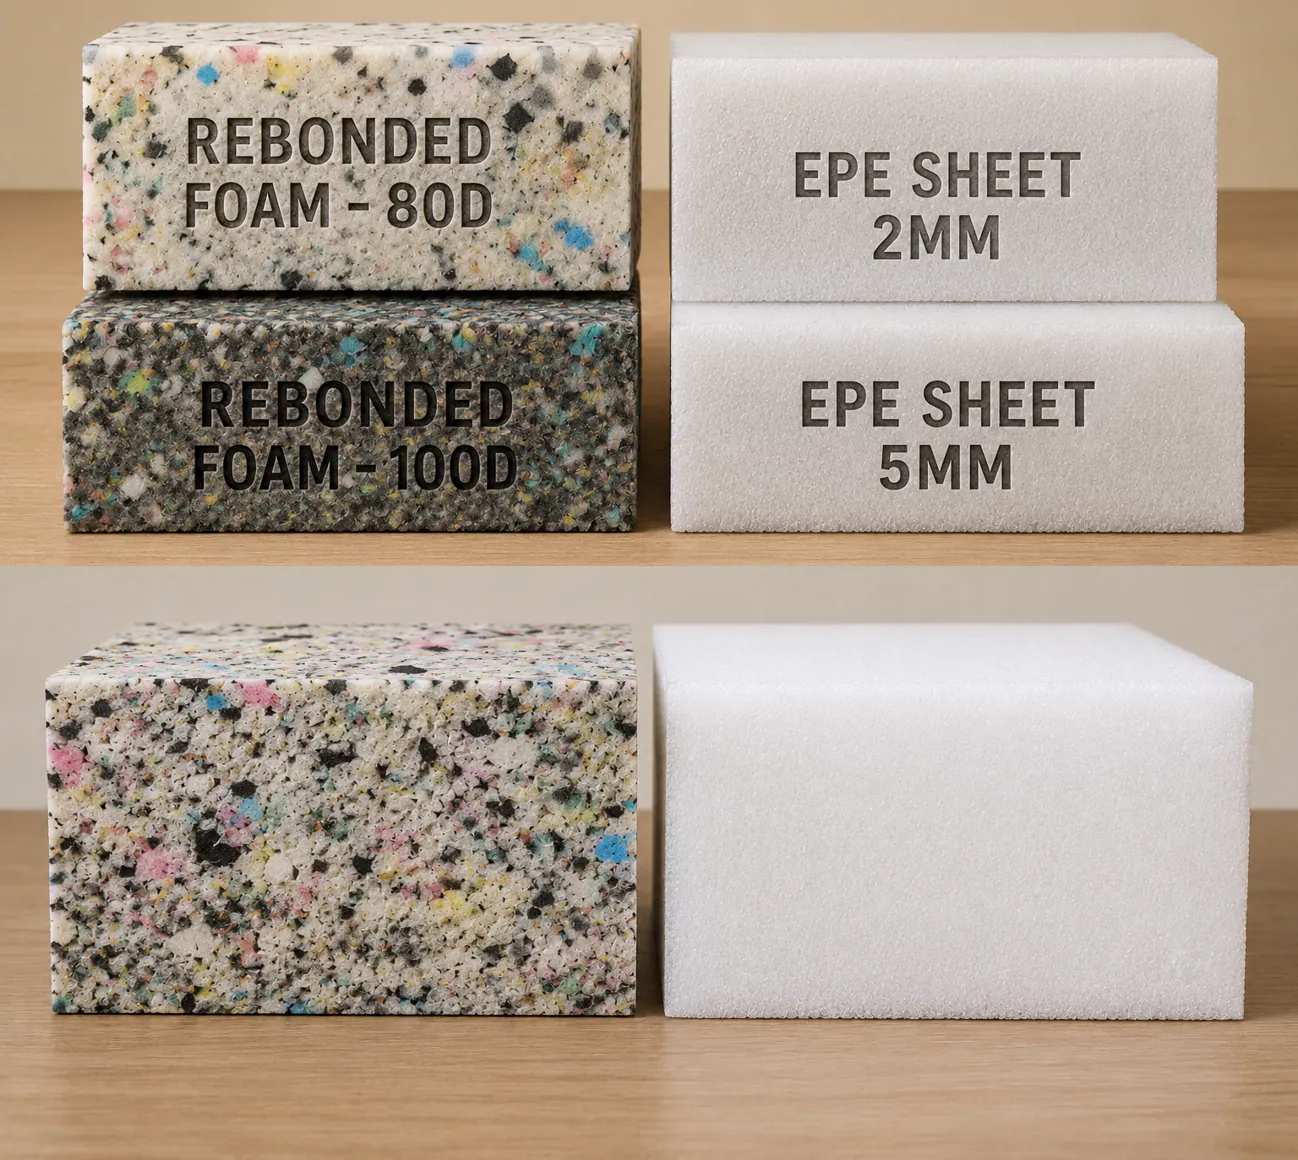 REBONDED
FOAM - 80D
EPE SHEET
2MM
REBONDED
FOAM - 100D
EPE SHEET
5MM